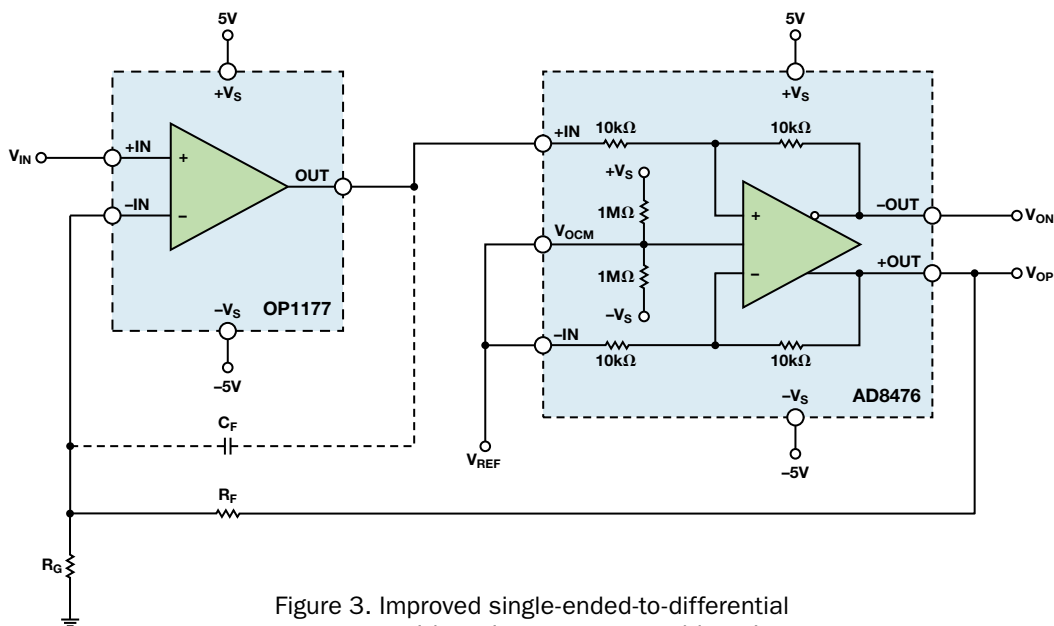 5V
+VS
5V
+VS
VIN
+IN
+
OUT
–IN
–
–VS
OP1177
–5V
+IN
10kΩ
10kΩ
+VS
1MΩ
+
–OUT
VON
VOCM
1MΩ
–
+OUT
VOP
–VS
–IN
10kΩ
10kΩ
–VS
AD8476
–5V
CF
VREF
RF
RG
Figure 3. Improved single-ended-to-differential